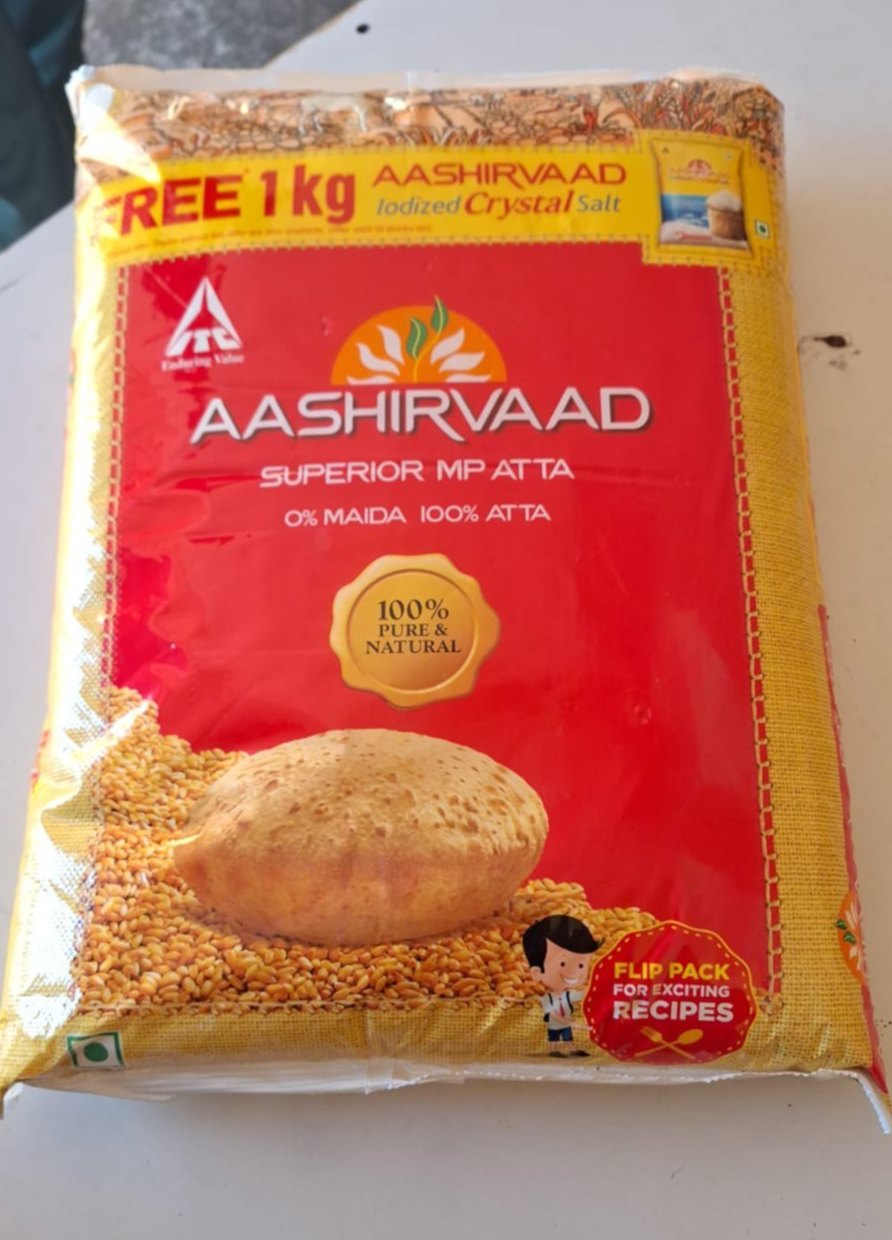 FREE 1kg
AASHIRVAAD
Iodized Crystal Salt
ITC
Enduring Value
AASHIRVAAD
SUPERIOR MP ATTA
0% MAIDA 100% ATTA
100%
PURE &
NATURAL
FLIP PACK
FOR EXCITING
RECIPES